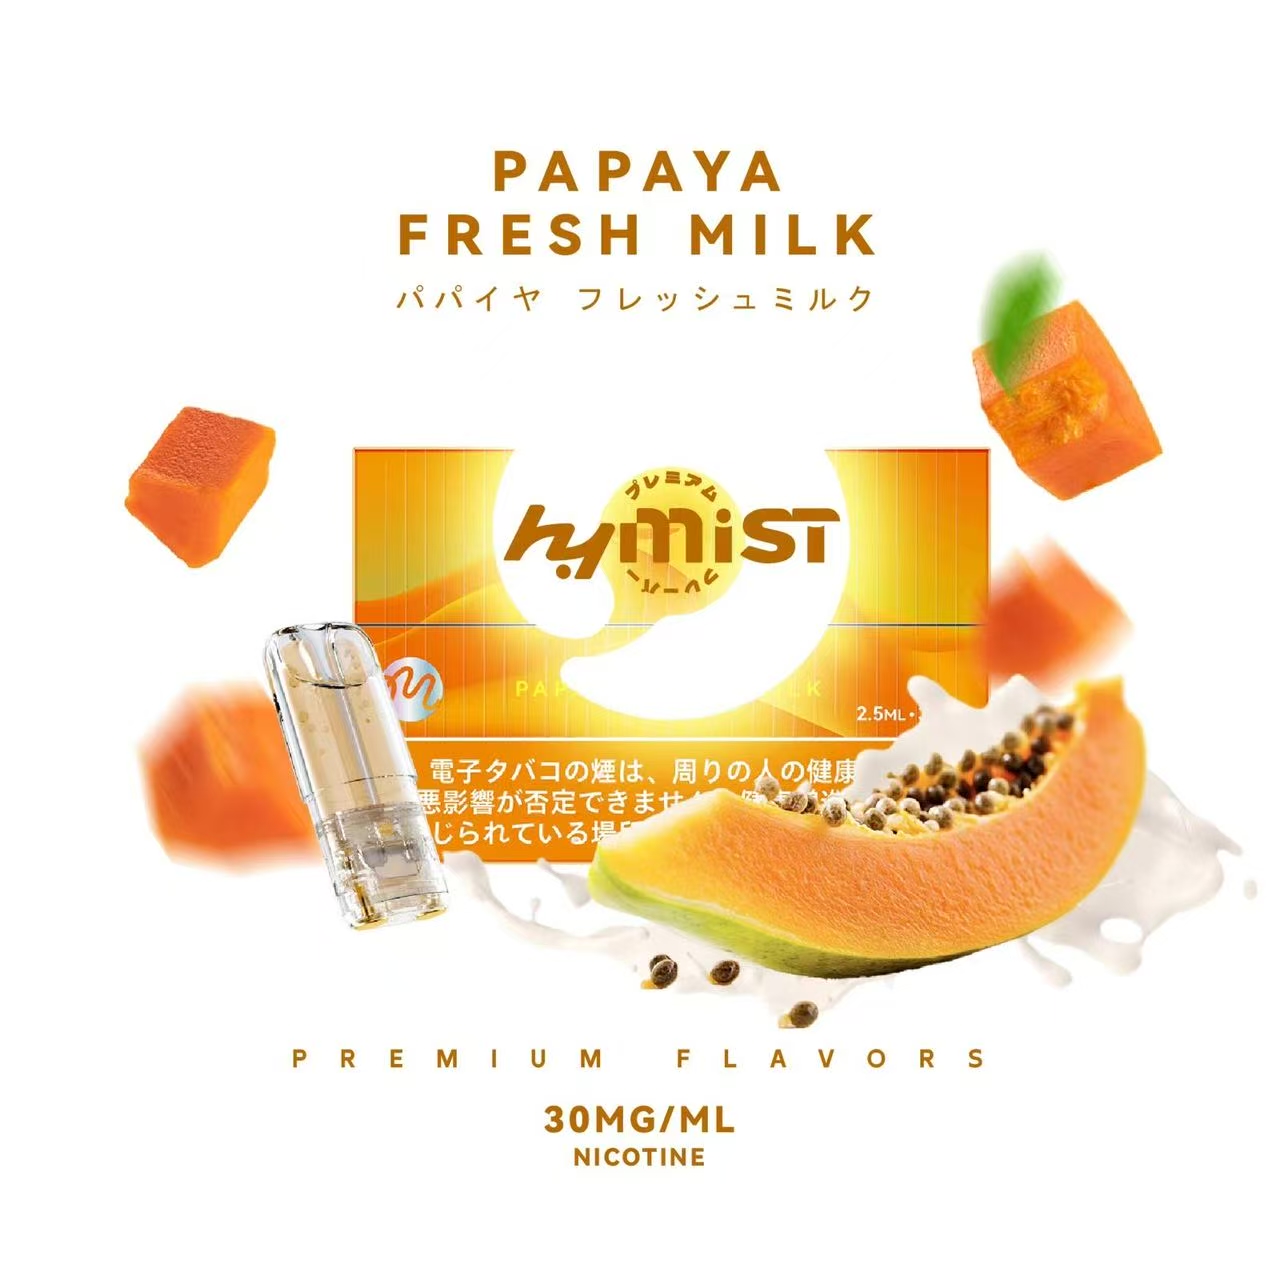 PAPAYA
FRESH MILK
パパイヤ フレッシュミルク
プレミアム
hyMiST
フレーバー
PAP LK
2.5ML•
電子タバコの煙は、周りの人の健康
悪影響が否定できませ
じられている場
PREMIUM FLAVORS
30MG/ML
NICOTINE